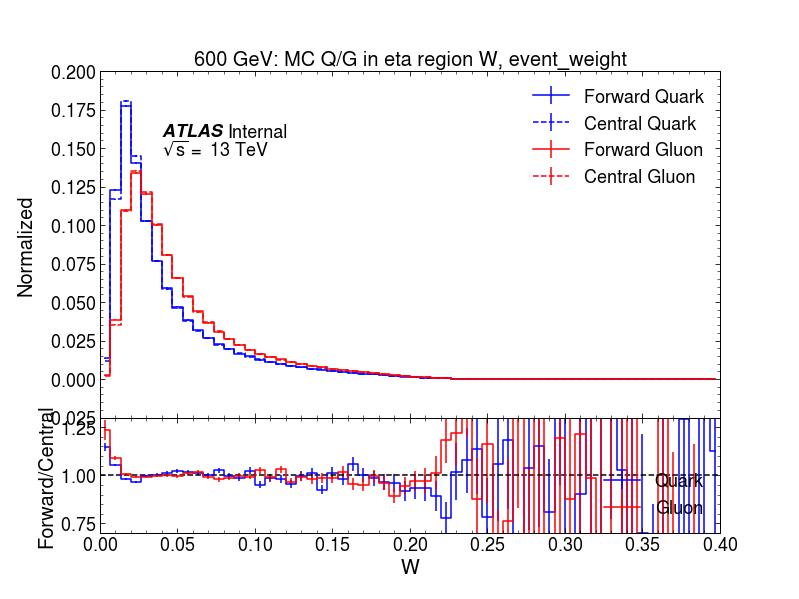 600 GeV: MC Q/G in eta region W, event_weight
0.200
0.175
0.150
0.125
0.100
0.075
0.050
0.025
0.000
0.025
Normalized
ATLAS Internal
√s = 13 TeV
Forward Quark
Central Quark
Forward Gluon
Central Gluon
1.25
1.00
0.75
Forward/Central
Quark
Gluon
0.00 0.05 0.10 0.15 0.20 0.25 0.30 0.35 0.40
W